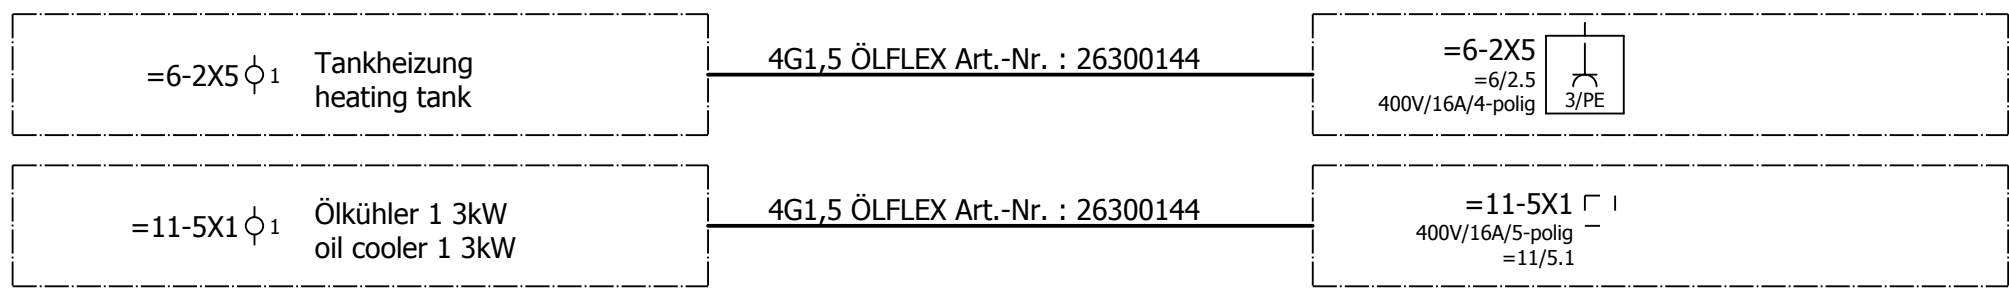 =6-2X5 1
Tankheizung
heating tank
4G1,5 ÖLFLEX Art.-Nr. : 26300144
=6-2X5
=6/2.5
400V/16A/4-polig
3/PE
=11-5X1 1
Ölkühler 1 3kW
oil cooler 1 3kW
4G1,5 ÖLFLEX Art.-Nr. : 26300144
=11-5X1
400V/16A/5-polig
=11/5.1